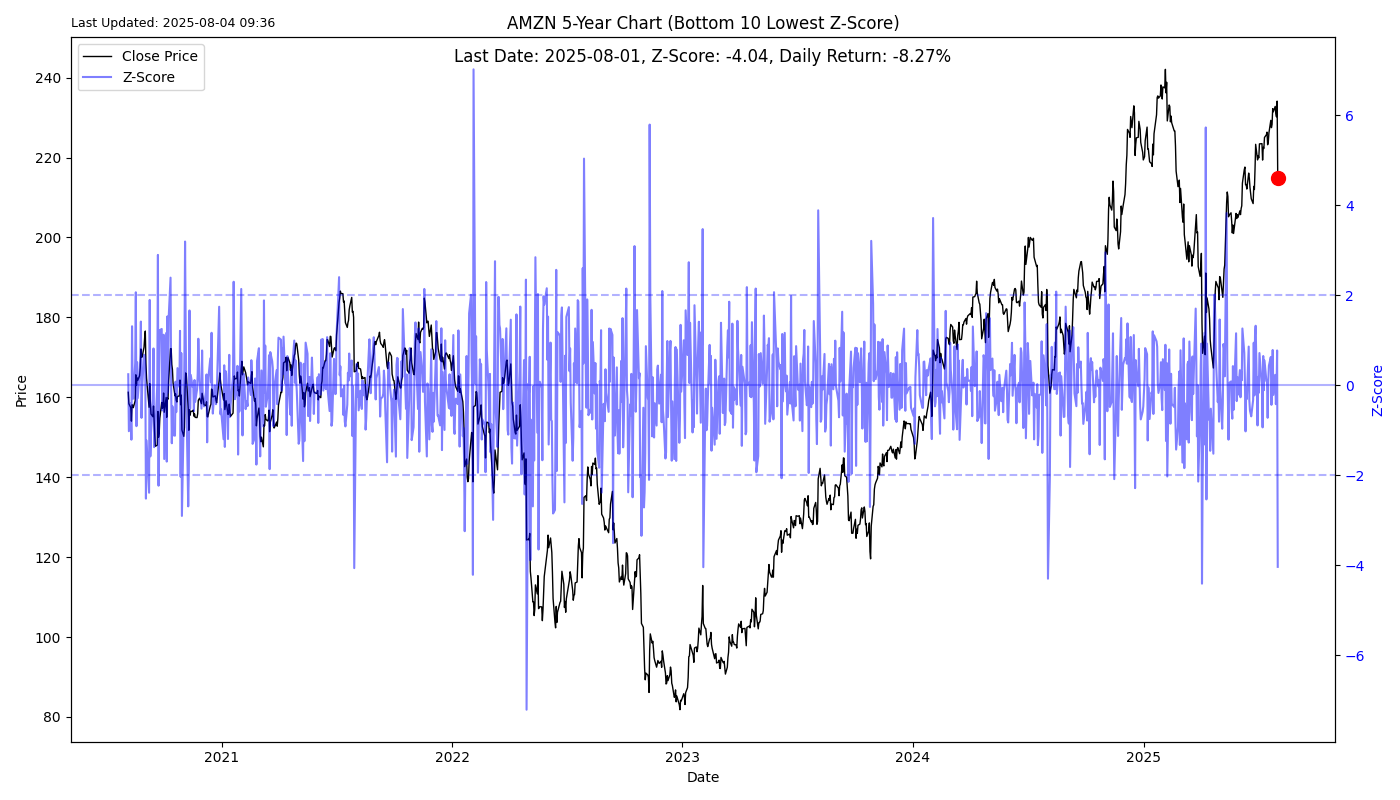 Last Updated: 2025-08-04 09:36
AMZN 5-Year Chart (Bottom 10 Lowest Z-Score)
Last Date: 2025-08-01, Z-Score: -4.04, Daily Return: -8.27%
Close Price
Z-Score
240
220
200
180
160
140
120
100
80
Price
6
4
2
0
−2
−4
−6
Z-Score
2021
2022
2023
2024
2025
Date